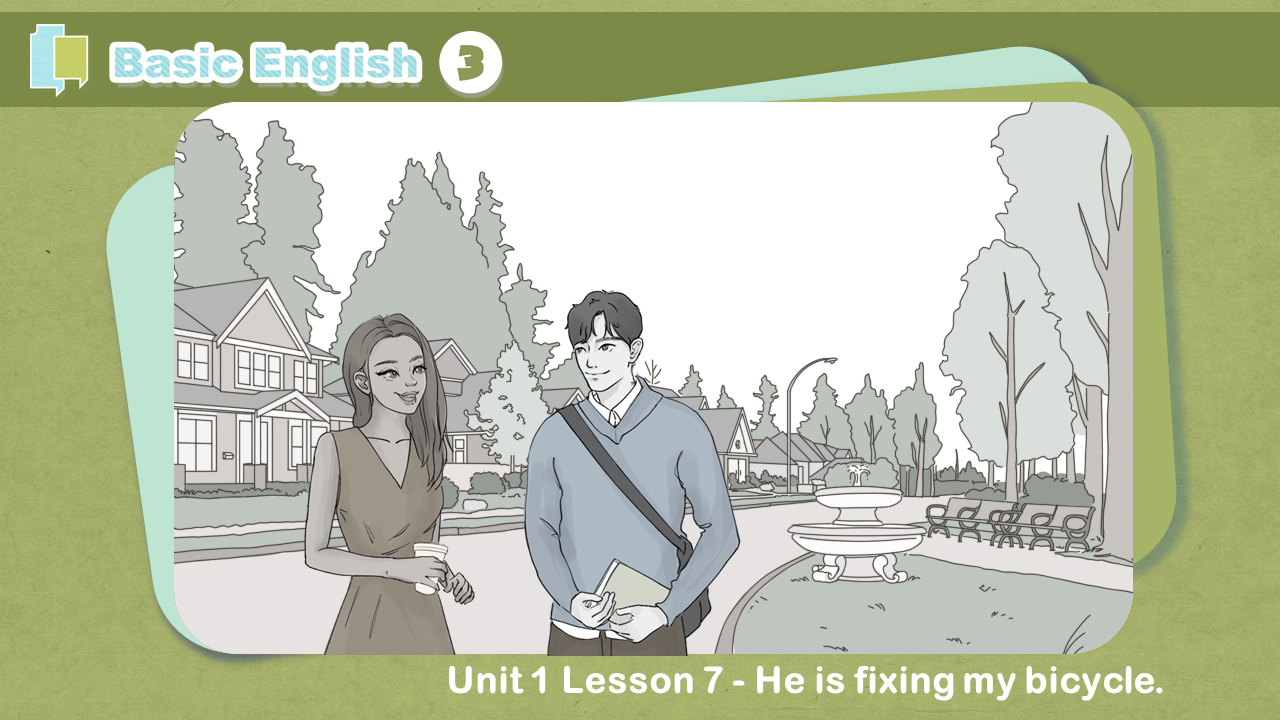 Basic English 3
Unit 1 Lesson 7 - He is fixing my bicycle.